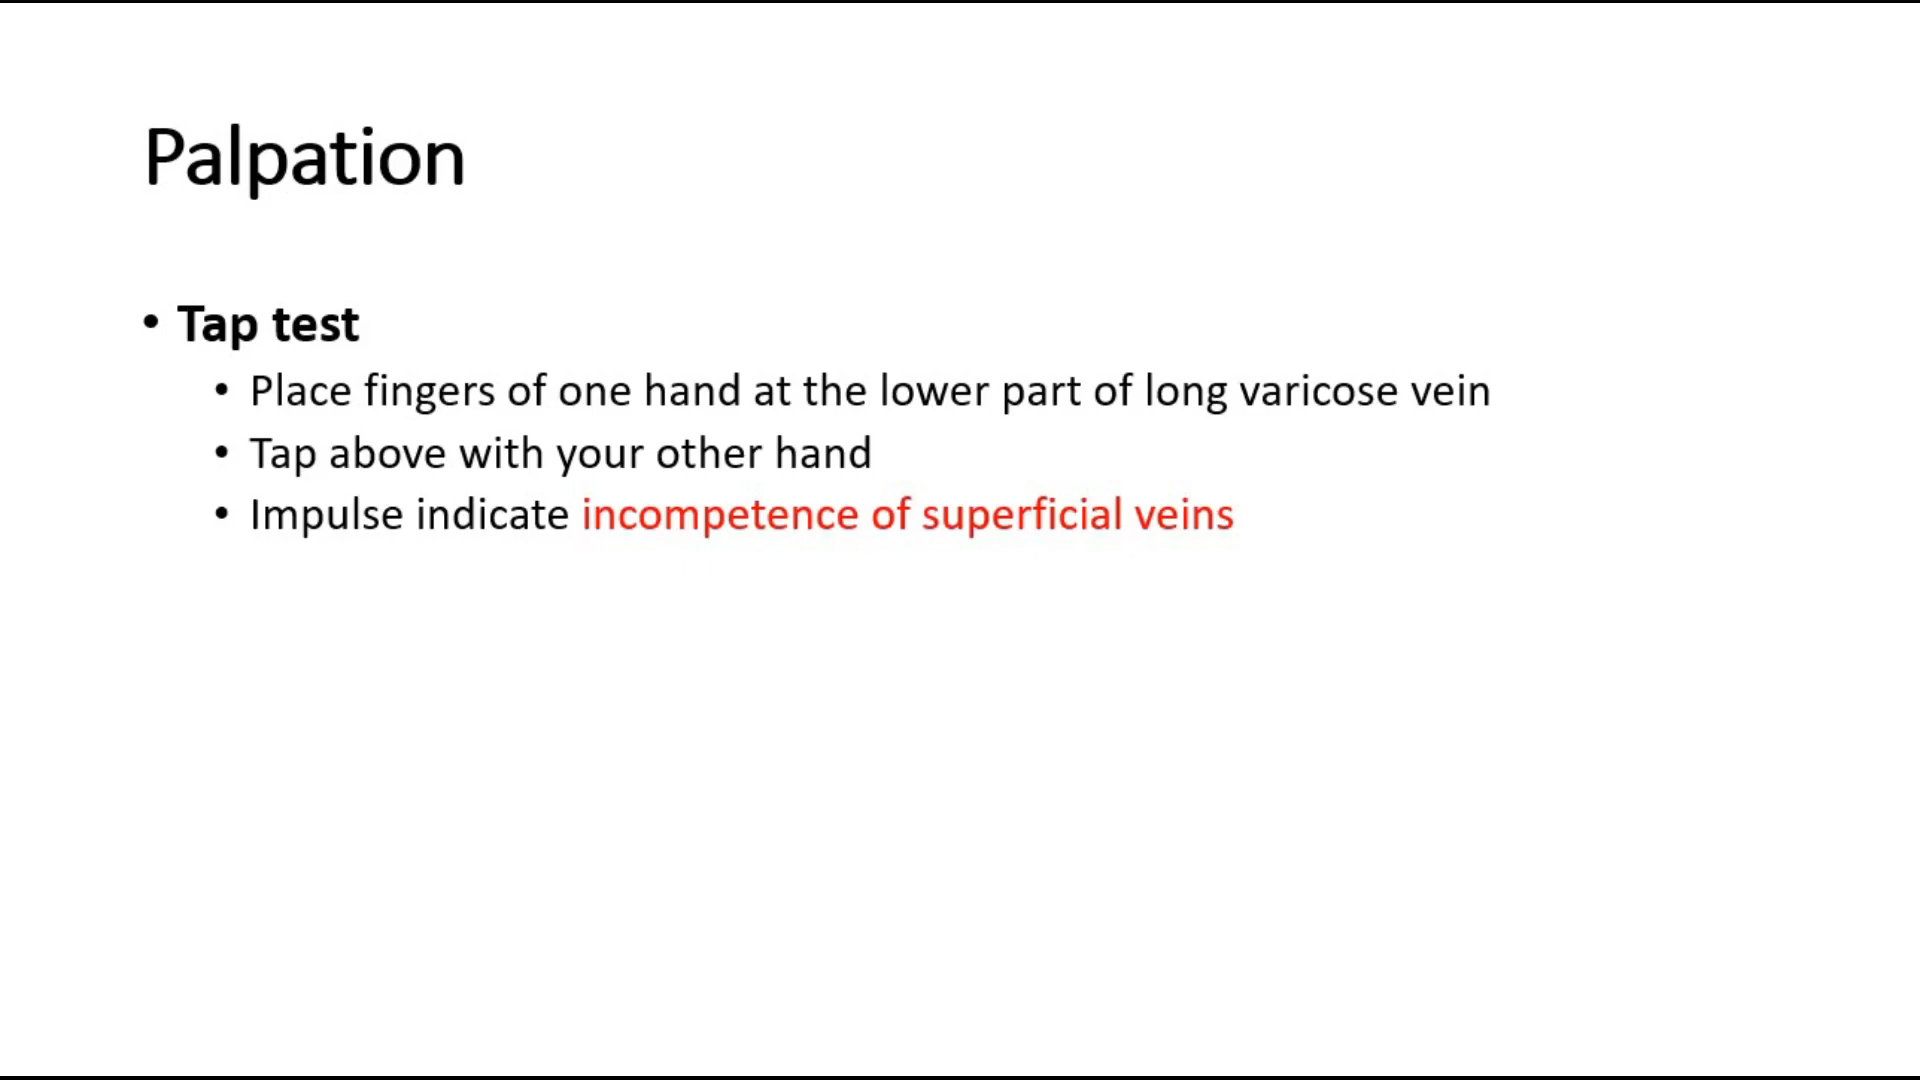 Palpation
• Tap test
• Place fingers of one hand at the lower part of long varicose vein
• Tap above with your other hand
• Impulse indicate incompetence of superficial veins